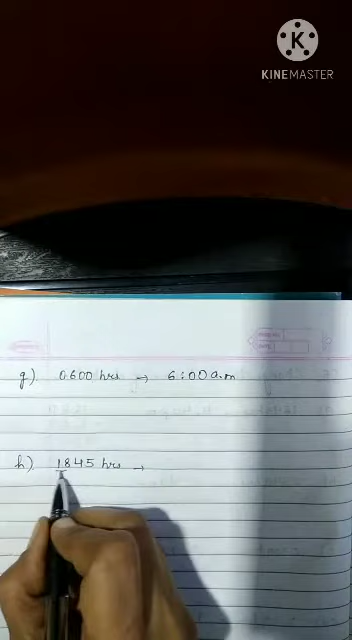 KINEMASTER
g). 0600 hrs → 6:00 a.m
h). 1845 hrs →